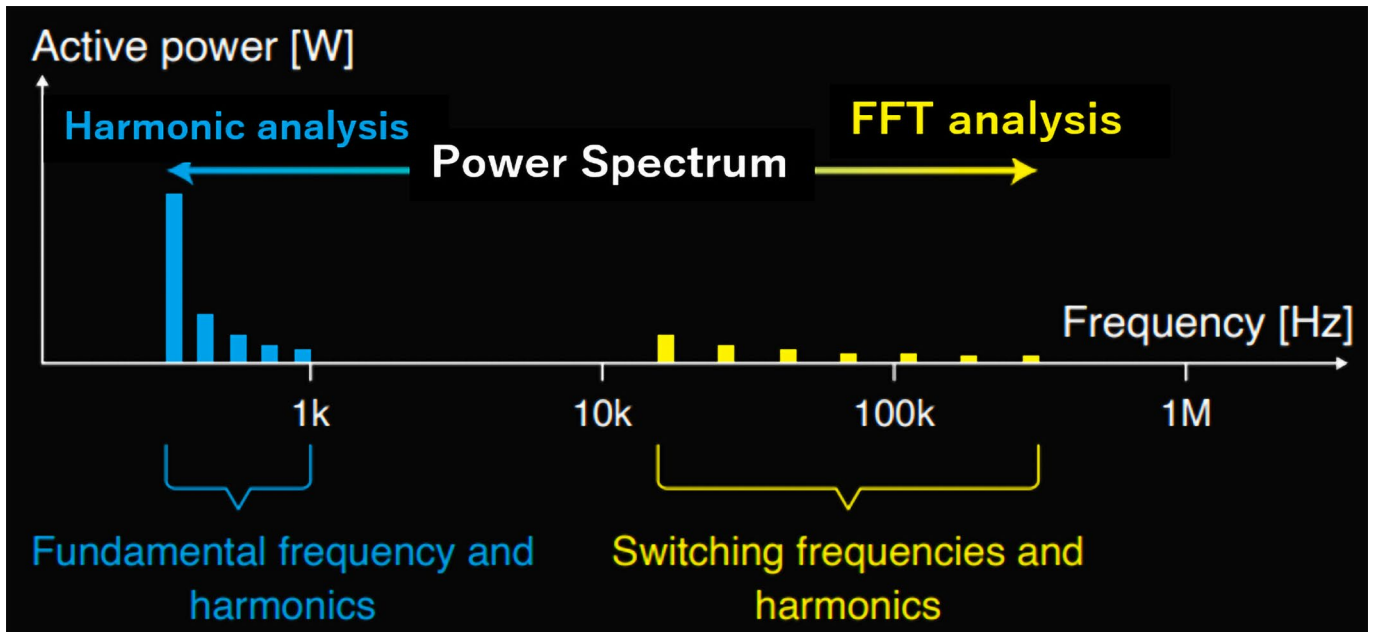 Active power [W]
Harmonic analysis
Power Spectrum
FFT analysis
Frequency [Hz]
1k
10k
100k
1M
Fundamental frequency and
harmonics
Switching frequencies and
harmonics